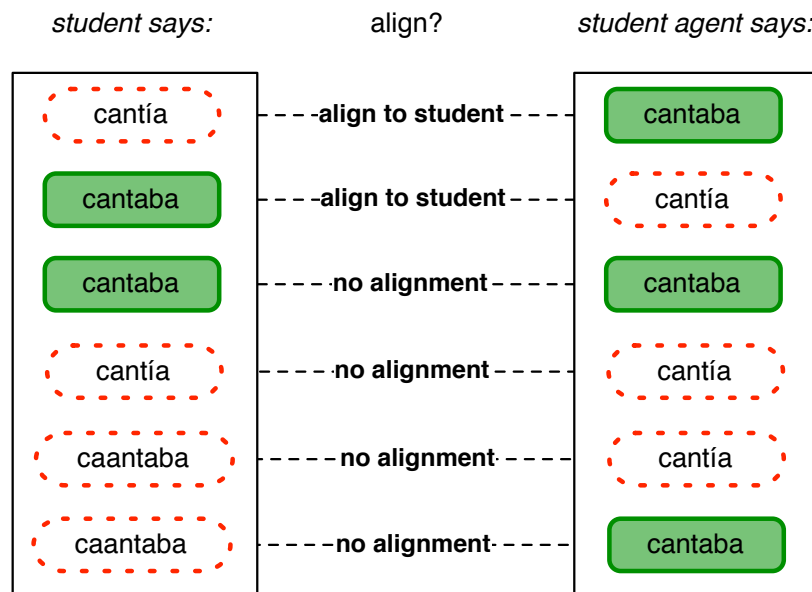 student says: align? student agent says:
cantía align to student cantaba
cantaba align to student cantía
cantaba no alignment cantaba
cantía no alignment cantía
caantaba no alignment cantía
caantaba no alignment cantaba